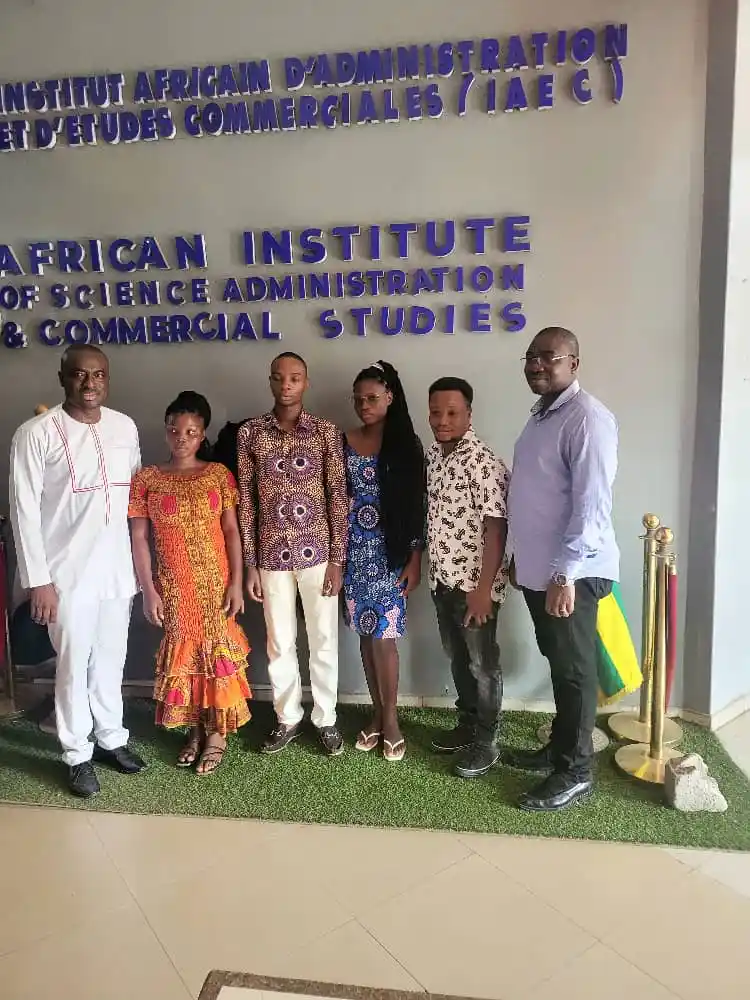 INSTITUT AFRICAIN D'ADMINISTRATION
ET D'ETUDES COMMERCIALES (IAEC)
AFRICAN INSTITUTE
OF SCIENCE ADMINISTRATION
& COMMERCIAL STUDIES